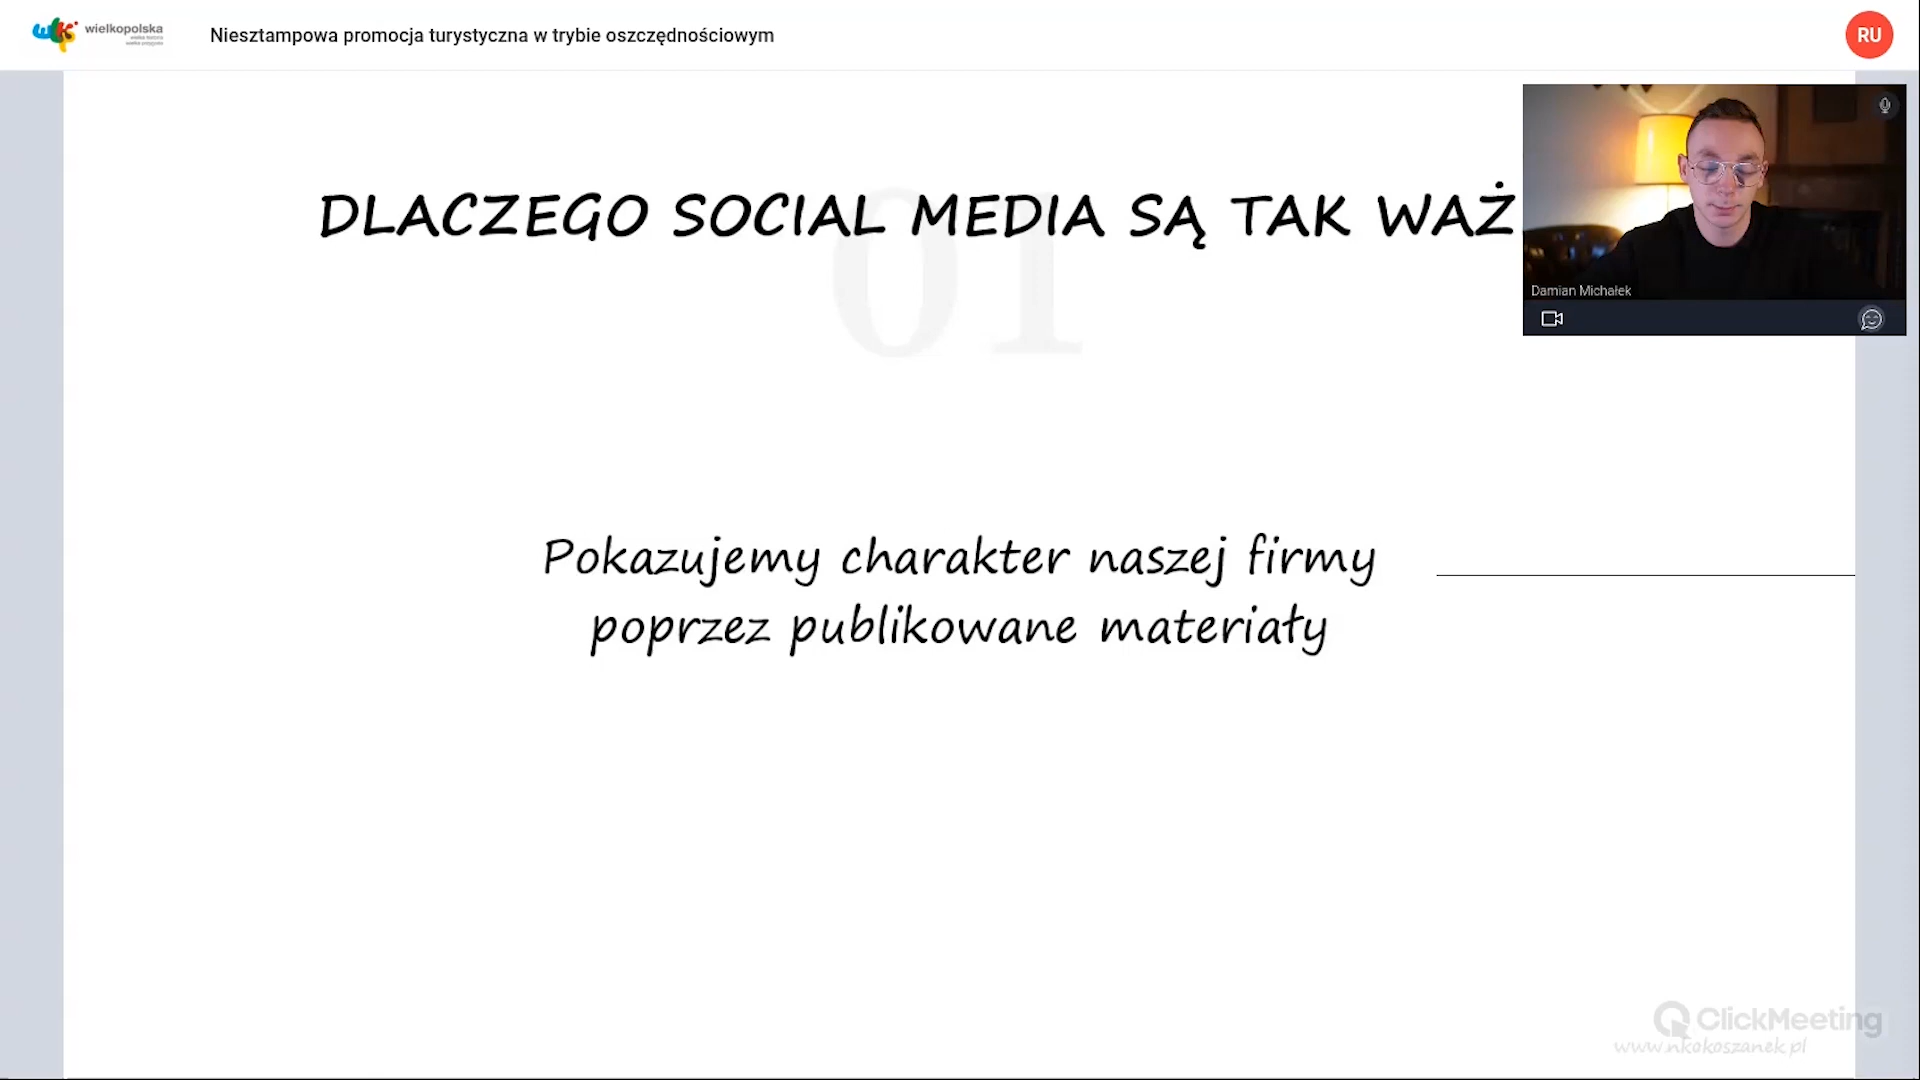 wielkopolska
Niesztampowa promocja turystyczna w trybie oszczędnościowym
RU
01
DLACZEGO SOCIAL MEDIA SĄ TAK WAŻ
Damian Michałek
Pokazujemy charakter naszej firmy
poprzez publikowane materiały
ClickMeeting
www.nkokoszanek.pl